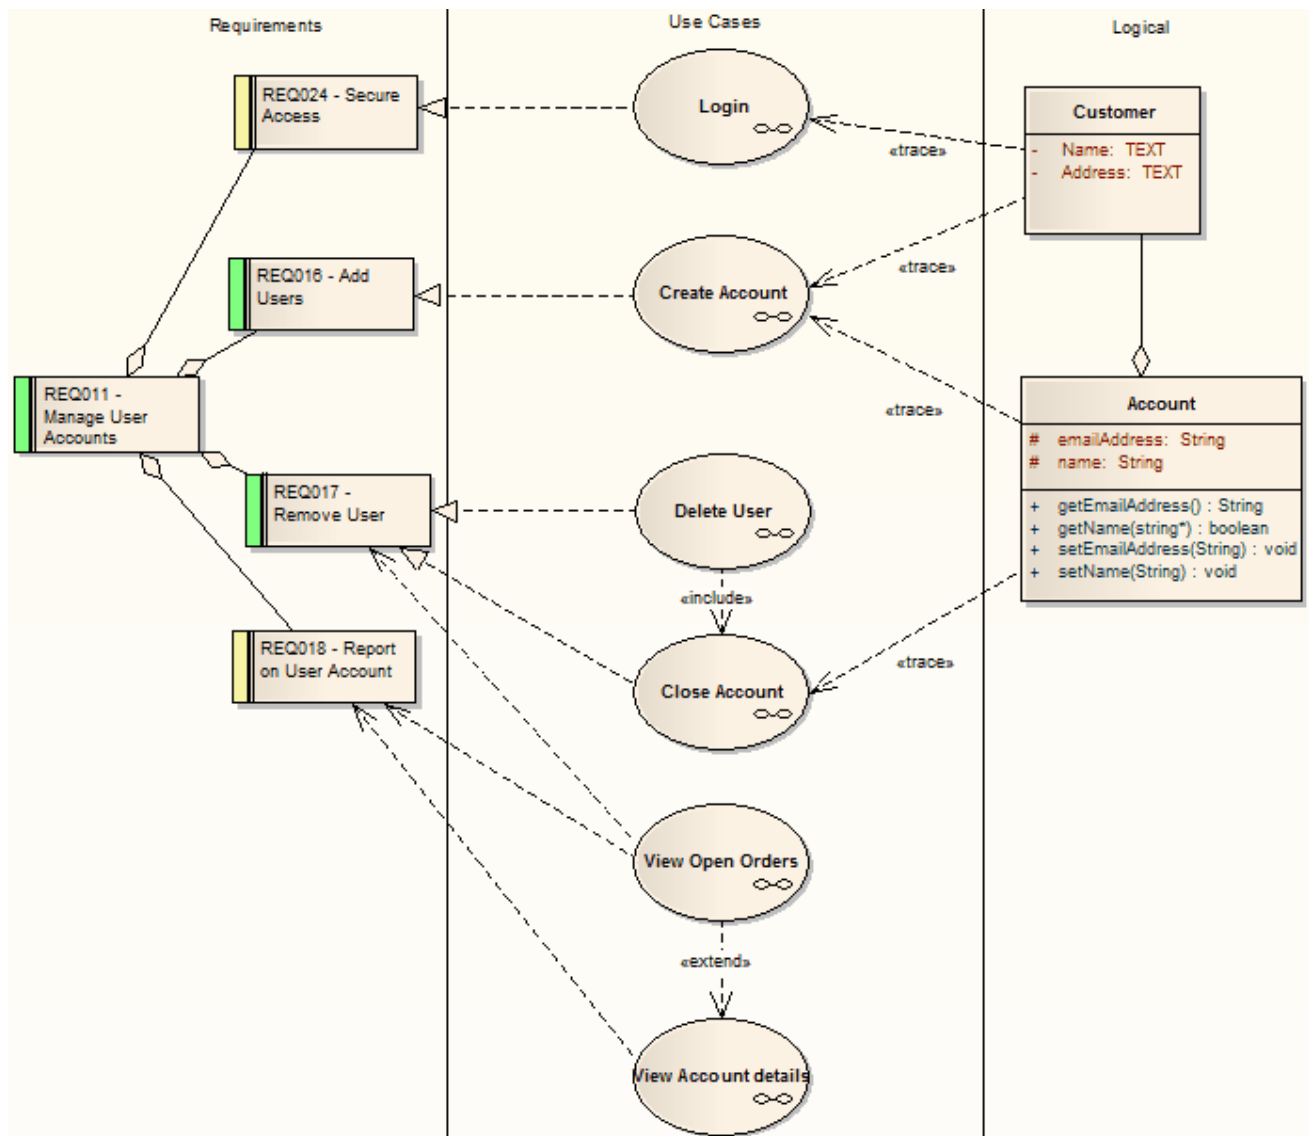 Requirements
Use Cases
Logical
REQ024 - Secure
Access
Login
«trace»
Customer
- Name: TEXT
- Address: TEXT
REQ016 - Add
Users
Create Account
«trace»
«trace»
REQ011 -
Manage User
Accounts
Account
# emailAddress: String
# name: String
+ getEmailAddress() : String
+ getName(string*) : boolean
+ setEmailAddress(String) : void
+ setName(String) : void
REQ017 -
Remove User
Delete User
«include»
REQ018 - Report
on User Account
Close Account
«trace»
View Open Orders
«extend»
View Account details